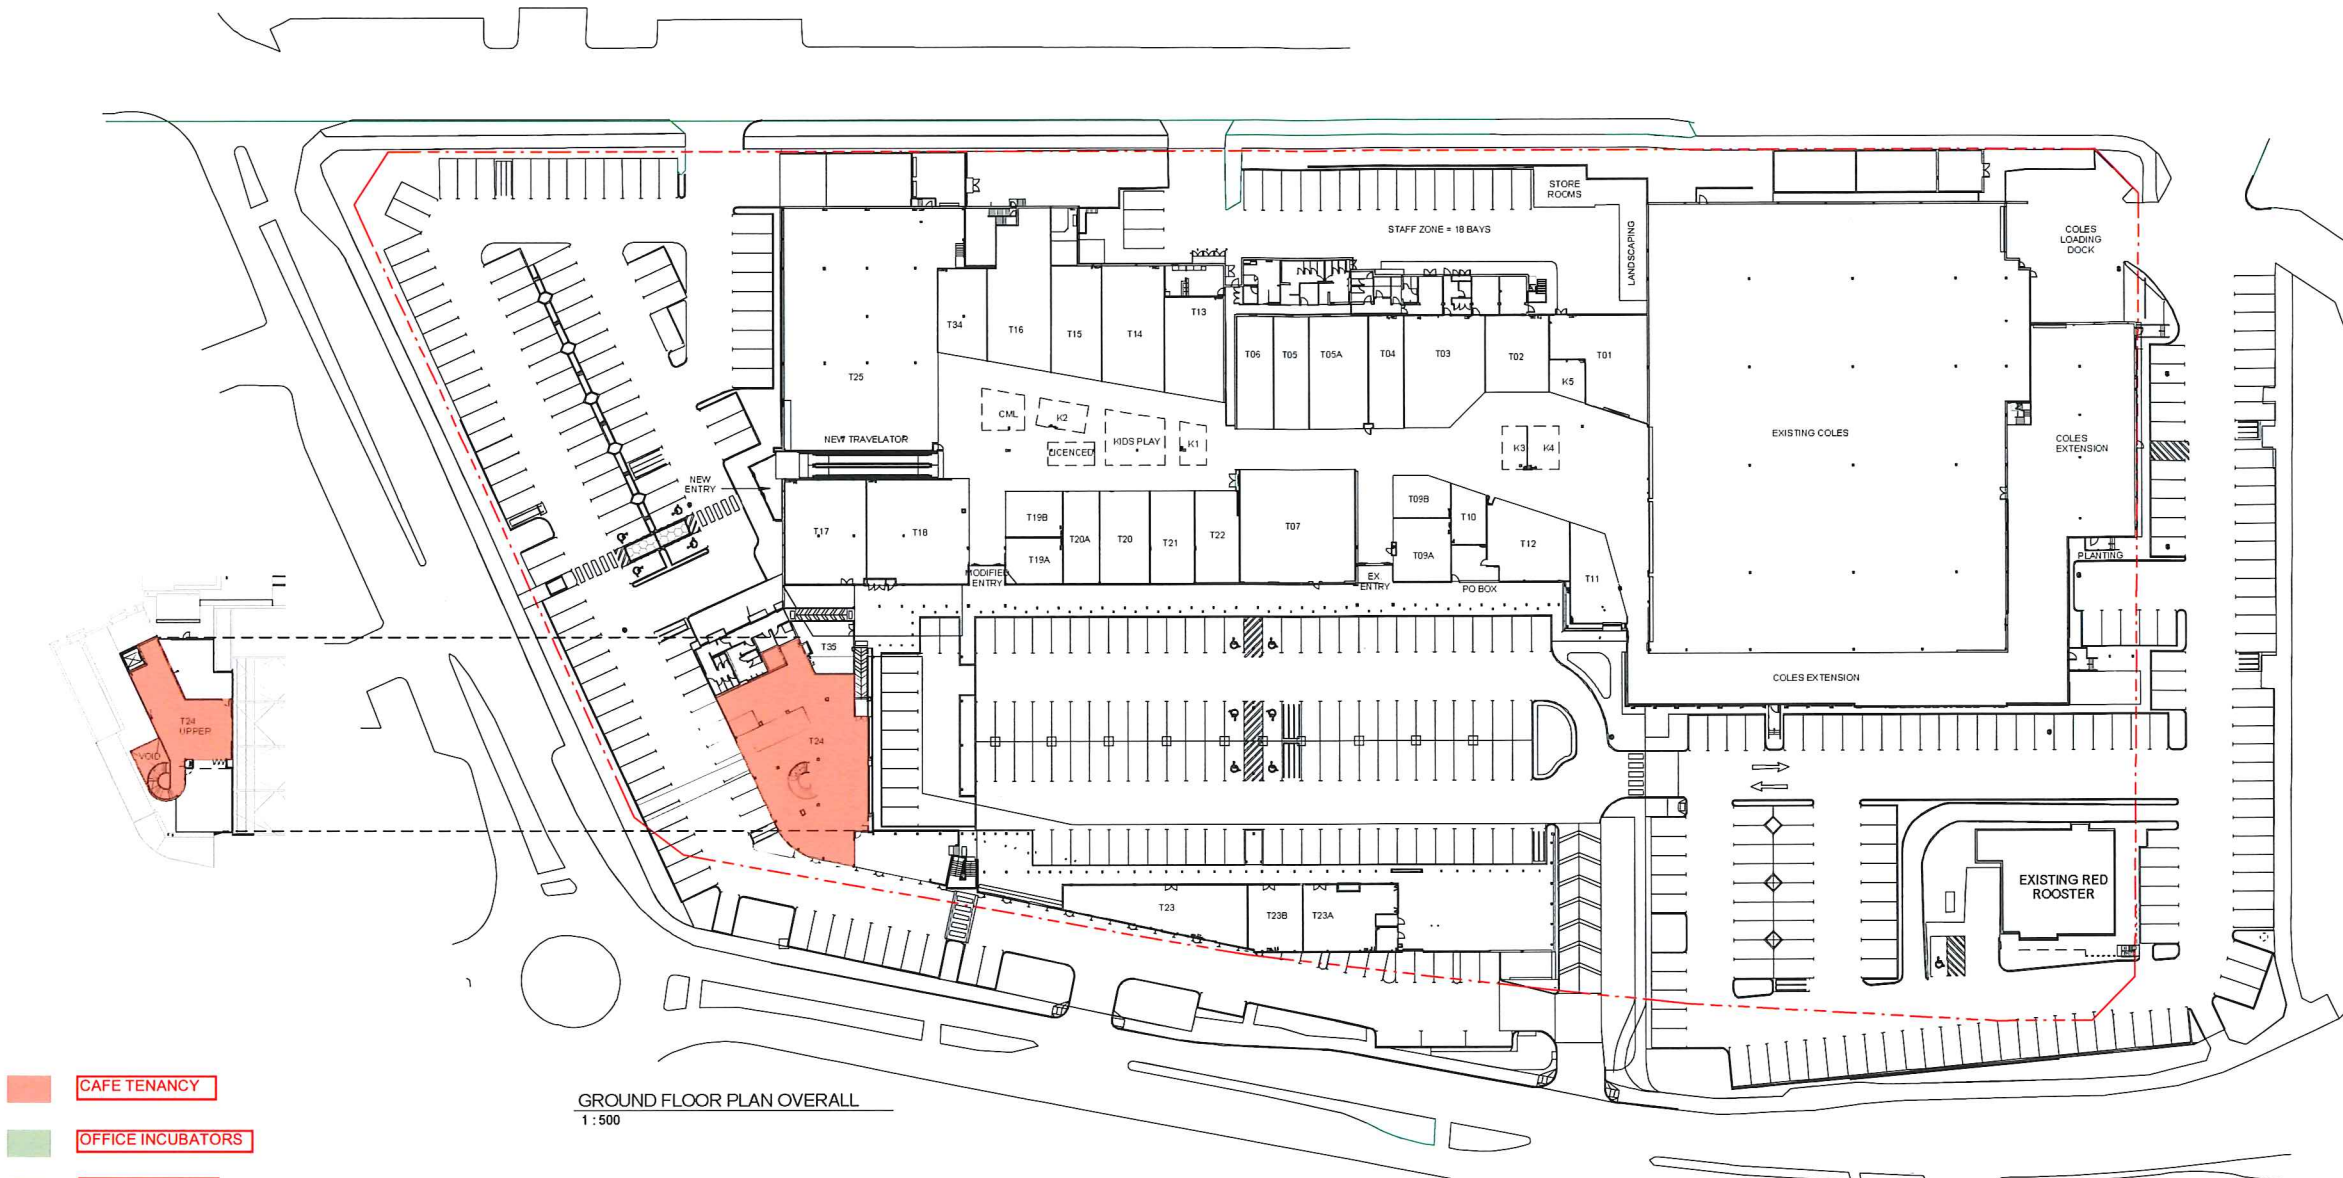 STORE
ROOMS
STAFF ZONE = 18 BAYS
LANDSCAPING
COLES
LOADING
DOCK
T34
T16
T15
T14
T13
T06
T05
T05A
T04
T03
T02
T01
K5
T25
CML
K2
KIDS PLAY
K1
LICENCED
K3
K4
NEW TRAVELATOR
EXISTING COLES
COLES
EXTENSION
NEW
ENTRY
T17
T18
T19B
T19A
T20A
T20
T21
T22
T07
T09B
T09A
T10
T12
T11
MODIFIED
ENTRY
EX.
ENTRY
PO BOX
PLANTING
T35
COLES EXTENSION
T24
UPPER
VOID
T24
T23
T23B
T23A
EXISTING RED
ROOSTER
CAFE TENANCY
OFFICE INCUBATORS
GROUND FLOOR PLAN OVERALL
1 : 500